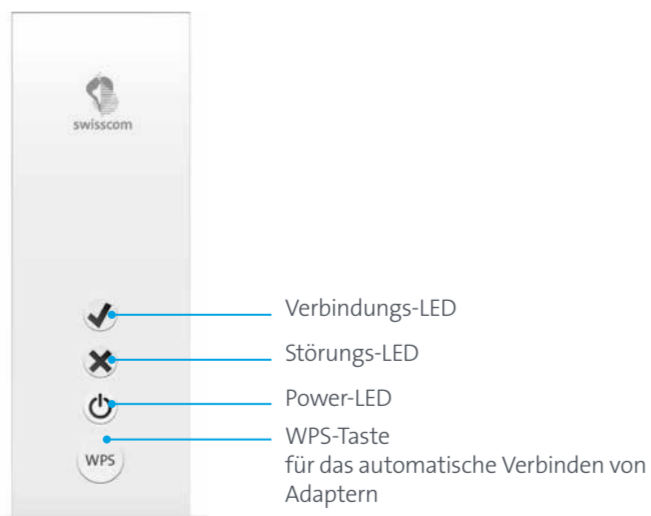 swisscom
Verbindungs-LED
Störungs-LED
Power-LED
WPS-Taste
für das automatische Verbinden von
Adaptern
WPS